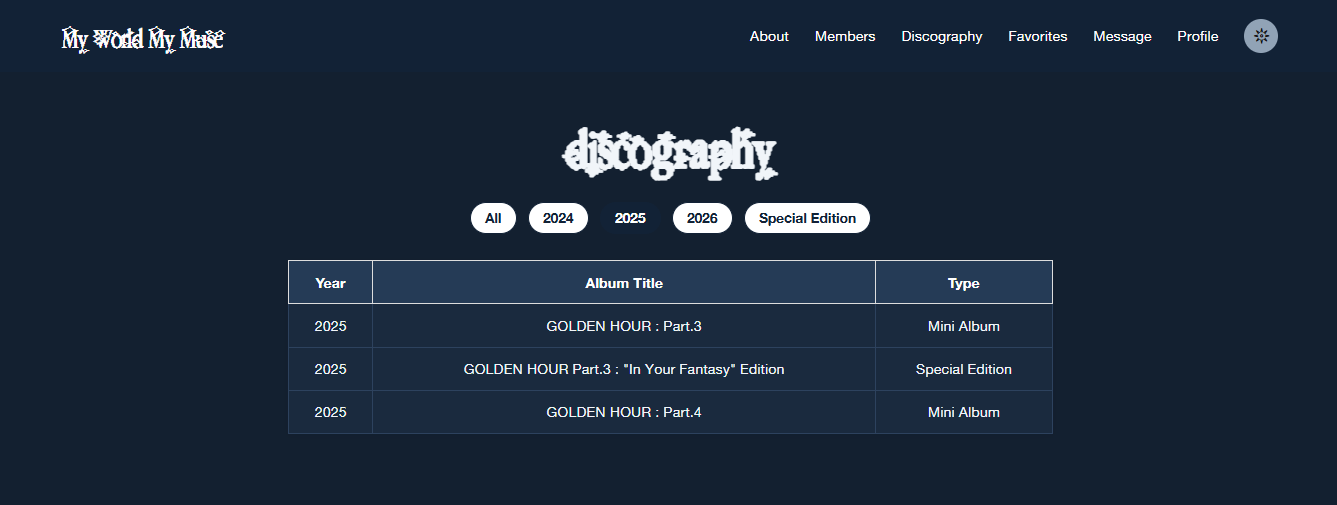 My World My Muse
About Members Discography Favorites Message Profile
discography
All 2024 2025 2026 Special Edition
Year Album Title Type
2025 GOLDEN HOUR : Part.3 Mini Album
2025 GOLDEN HOUR Part.3 : "In Your Fantasy" Edition Special Edition
2025 GOLDEN HOUR : Part.4 Mini Album